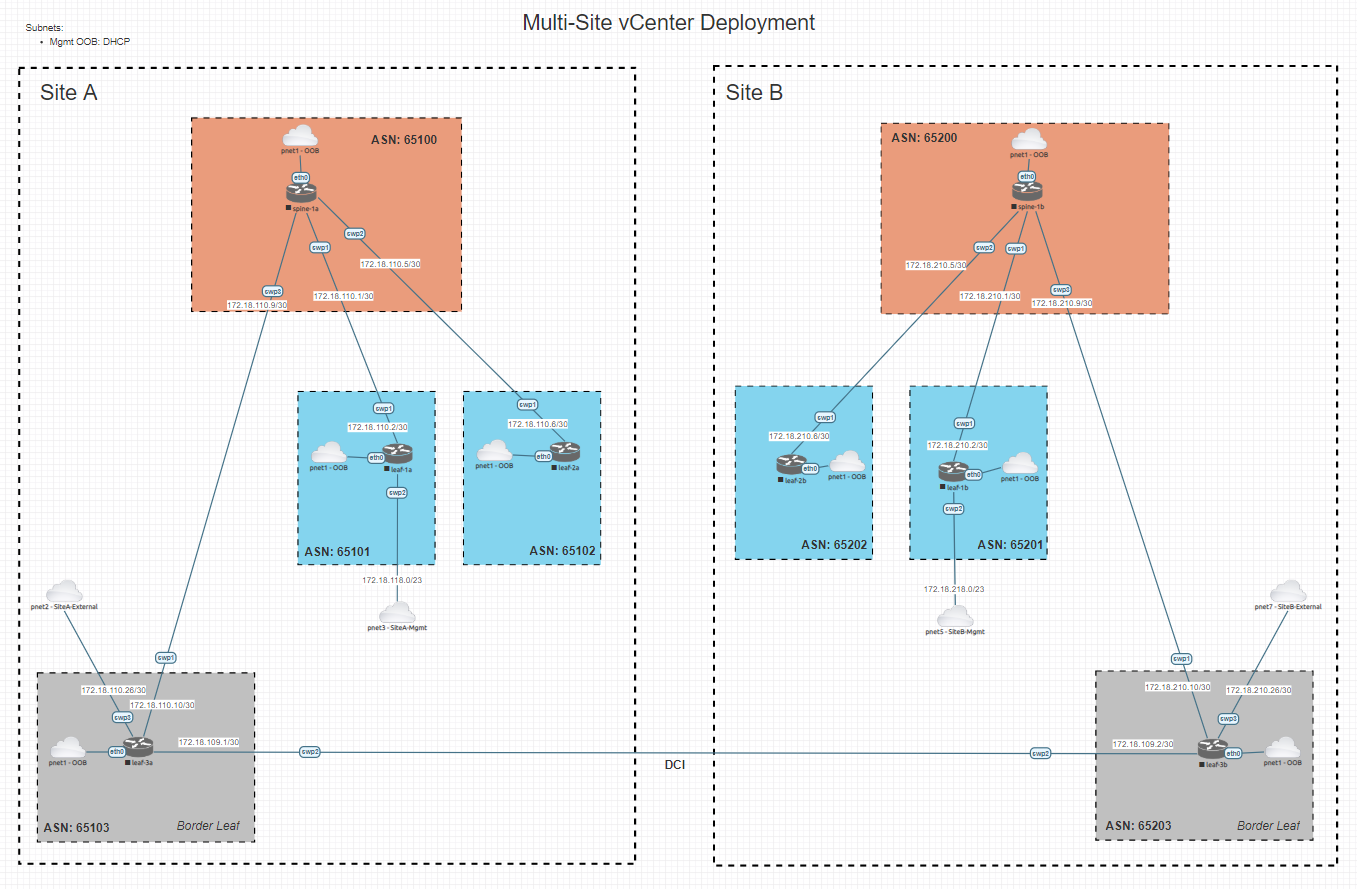 Multi-Site vCenter Deployment
Subnets:
• Mgmt OOB: DHCP
Site A
ASN: 65100
pnet1 - OOB
eth0
spine-1a
swp2
swp1
172.18.110.5/30
swp3
172.18.110.1/30
172.18.110.9/30
swp1
swp1
172.18.110.2/30
172.18.110.6/30
pnet1 - OOB
eth0
leaf-1a
pnet1 - OOB
eth0
leaf-2a
swp2
ASN: 65101
ASN: 65102
172.18.118.0/23
pnet3 - SiteA-Mgmt
pnet2 - SiteA-External
swp1
172.18.110.26/30
172.18.110.10/30
swp3
172.18.109.1/30
pnet1 - OOB
eth0
leaf-3a
swp2
ASN: 65103
Border Leaf
DCI
Site B
ASN: 65200
pnet1 - OOB
eth0
spine-1b
swp2
swp1
172.18.210.5/30
swp3
172.18.210.1/30
172.18.210.9/30
swp1
swp1
172.18.210.6/30
172.18.210.2/30
leaf-2b
eth0
pnet1 - OOB
leaf-1b
eth0
pnet1 - OOB
swp2
ASN: 65202
ASN: 65201
172.18.218.0/23
pnet5 - SiteB-Mgmt
pnet7 - SiteB-External
swp1
172.18.210.10/30
172.18.210.26/30
swp3
172.18.109.2/30
swp2
leaf-3b
eth0
pnet1 - OOB
ASN: 65203
Border Leaf